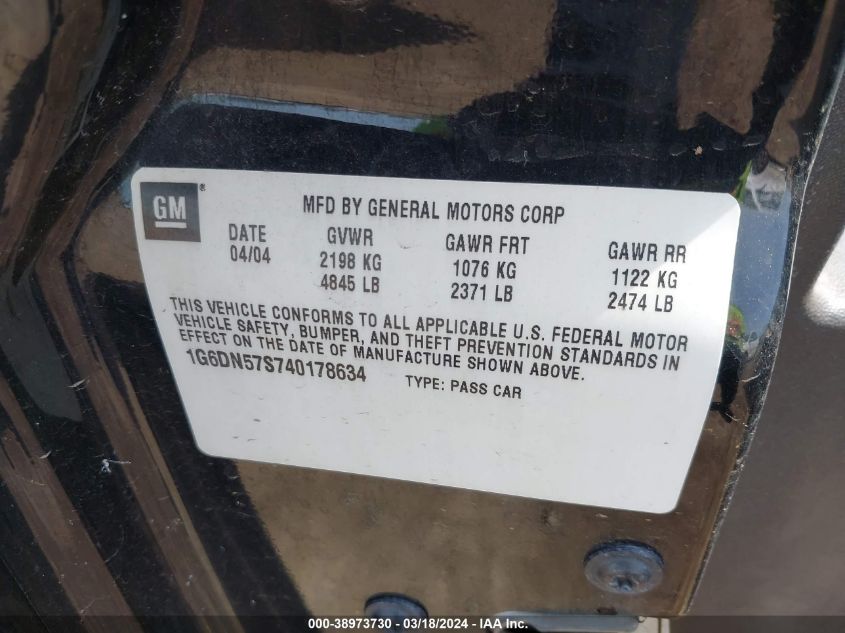 GM®
MFD BY GENERAL MOTORS CORP
DATE GVWR GAWR FRT GAWR RR
04/04 2198 KG 1076 KG 1122 KG
4845 LB 2371 LB 2474 LB
THIS VEHICLE CONFORMS TO ALL APPLICABLE U.S. FEDERAL MOTOR
VEHICLE SAFETY, BUMPER, AND THEFT PREVENTION STANDARDS IN
EFFECT ON THE DATE OF MANUFACTURE SHOWN ABOVE.
1G6DN57S740178634 TYPE: PASS CAR
000-38973730 — 03/18/2024 — IAA Inc.